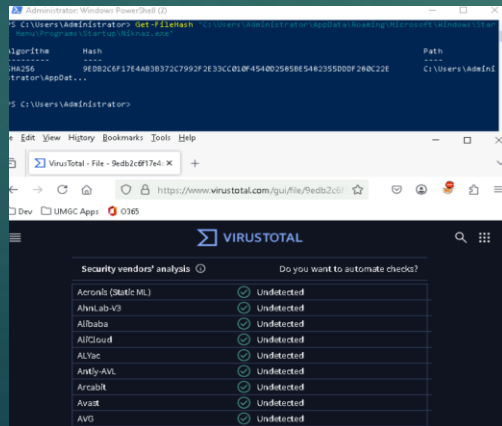 Administrator: Windows PowerShell (2)
PS C:\Users\Administrator> Get-FileHash "C:\Users\Administrator\AppData\Roaming\Microsoft\Windows\Start
Menu\Programs\Startup\Niknaz.exe"
Algorithm Hash Path
SHA256 C:\Users\Admini
strator\AppDat...
PS C:\Users\Administrator>
Edit View History Bookmarks Tools Help
VirusTotal - File - 9edb2c6f17e4
https://www.virustotal.com/gui/file/9edb2c6
Dev UMGC Apps O365
VIRUSTOTAL
Security vendors' analysis Do you want to automate checks?
Acronis (Static ML) Undetected
AhnLab-V3 Undetected
Alibaba Undetected
AliCloud Undetected
ALYac Undetected
Antiy-AVL Undetected
Arcabit Undetected
Avast Undetected
AVG Undetected